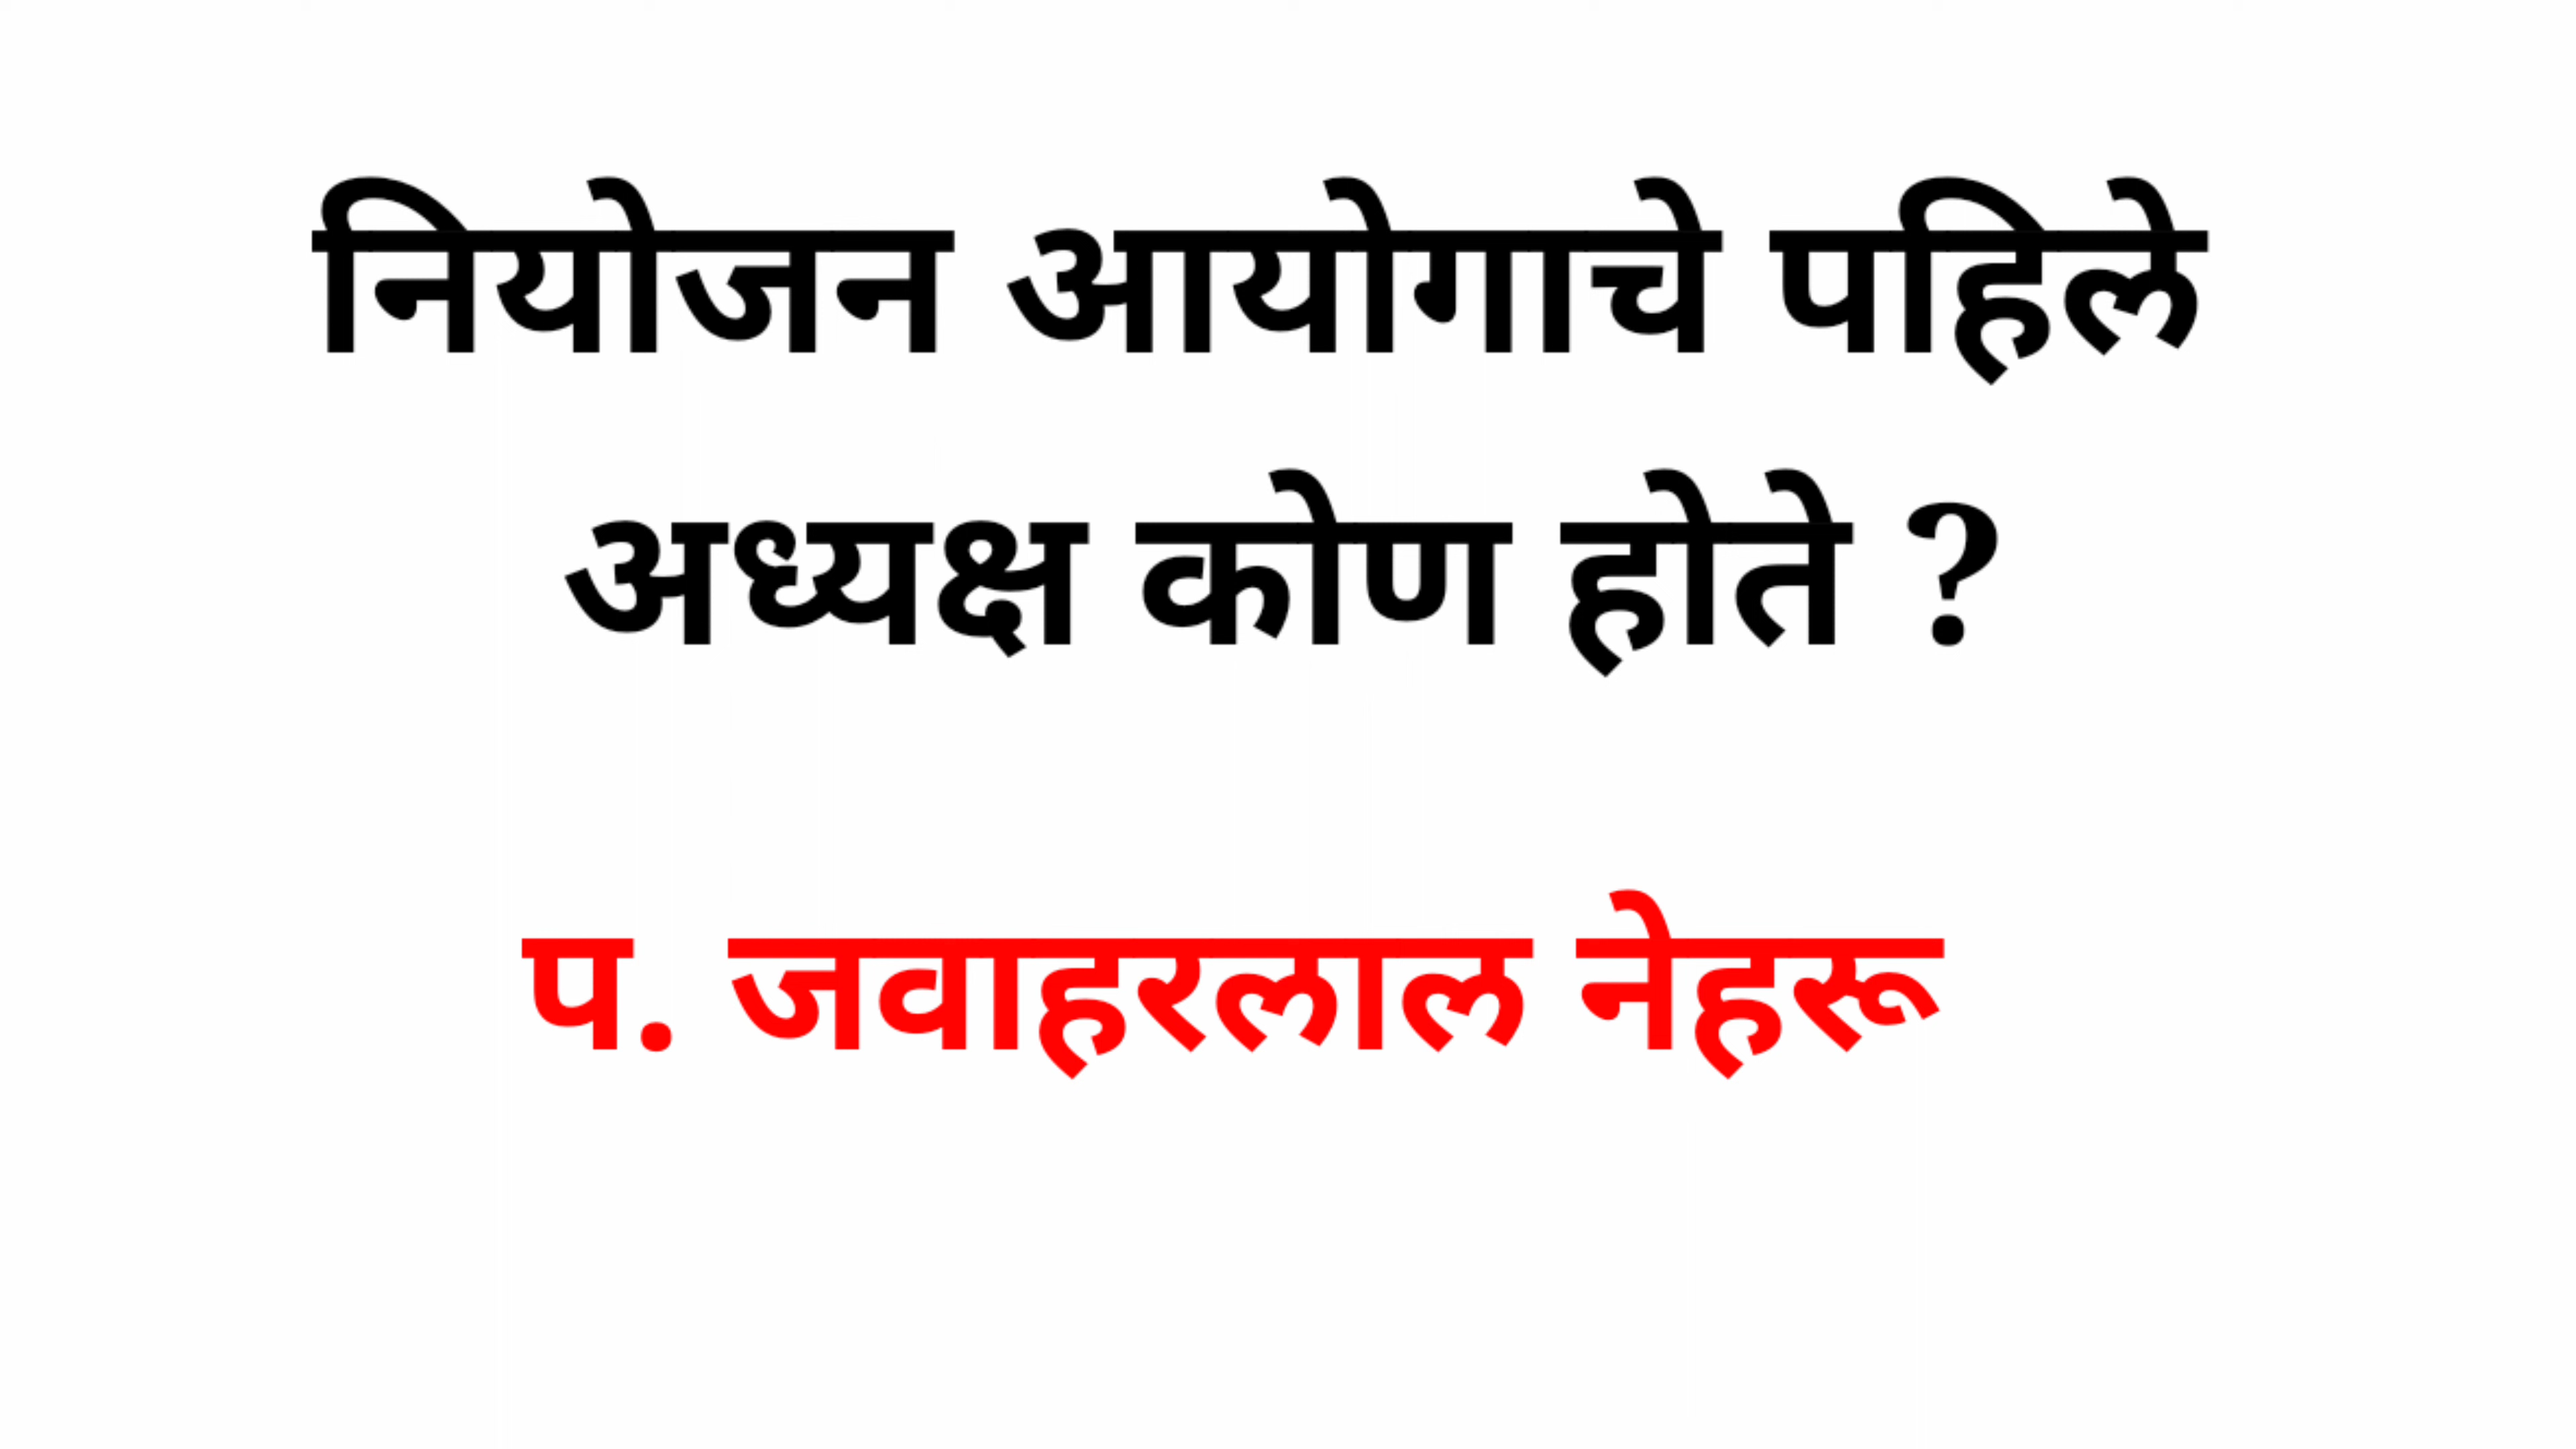 नियोजन आयोगाचे पहिले
अध्यक्ष कोण होते ?
प. जवाहरलाल नेहरू